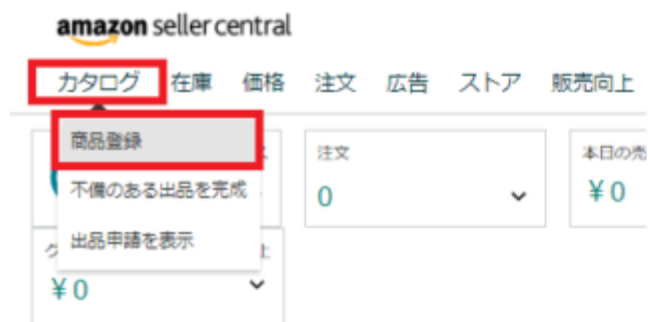 amazon seller central
カタログ 在庫 価格 注文 広告 ストア 販売向上
商品登録
不備のある出品を完成
出品申請を表示
注文
0
本日の売
¥0
¥0